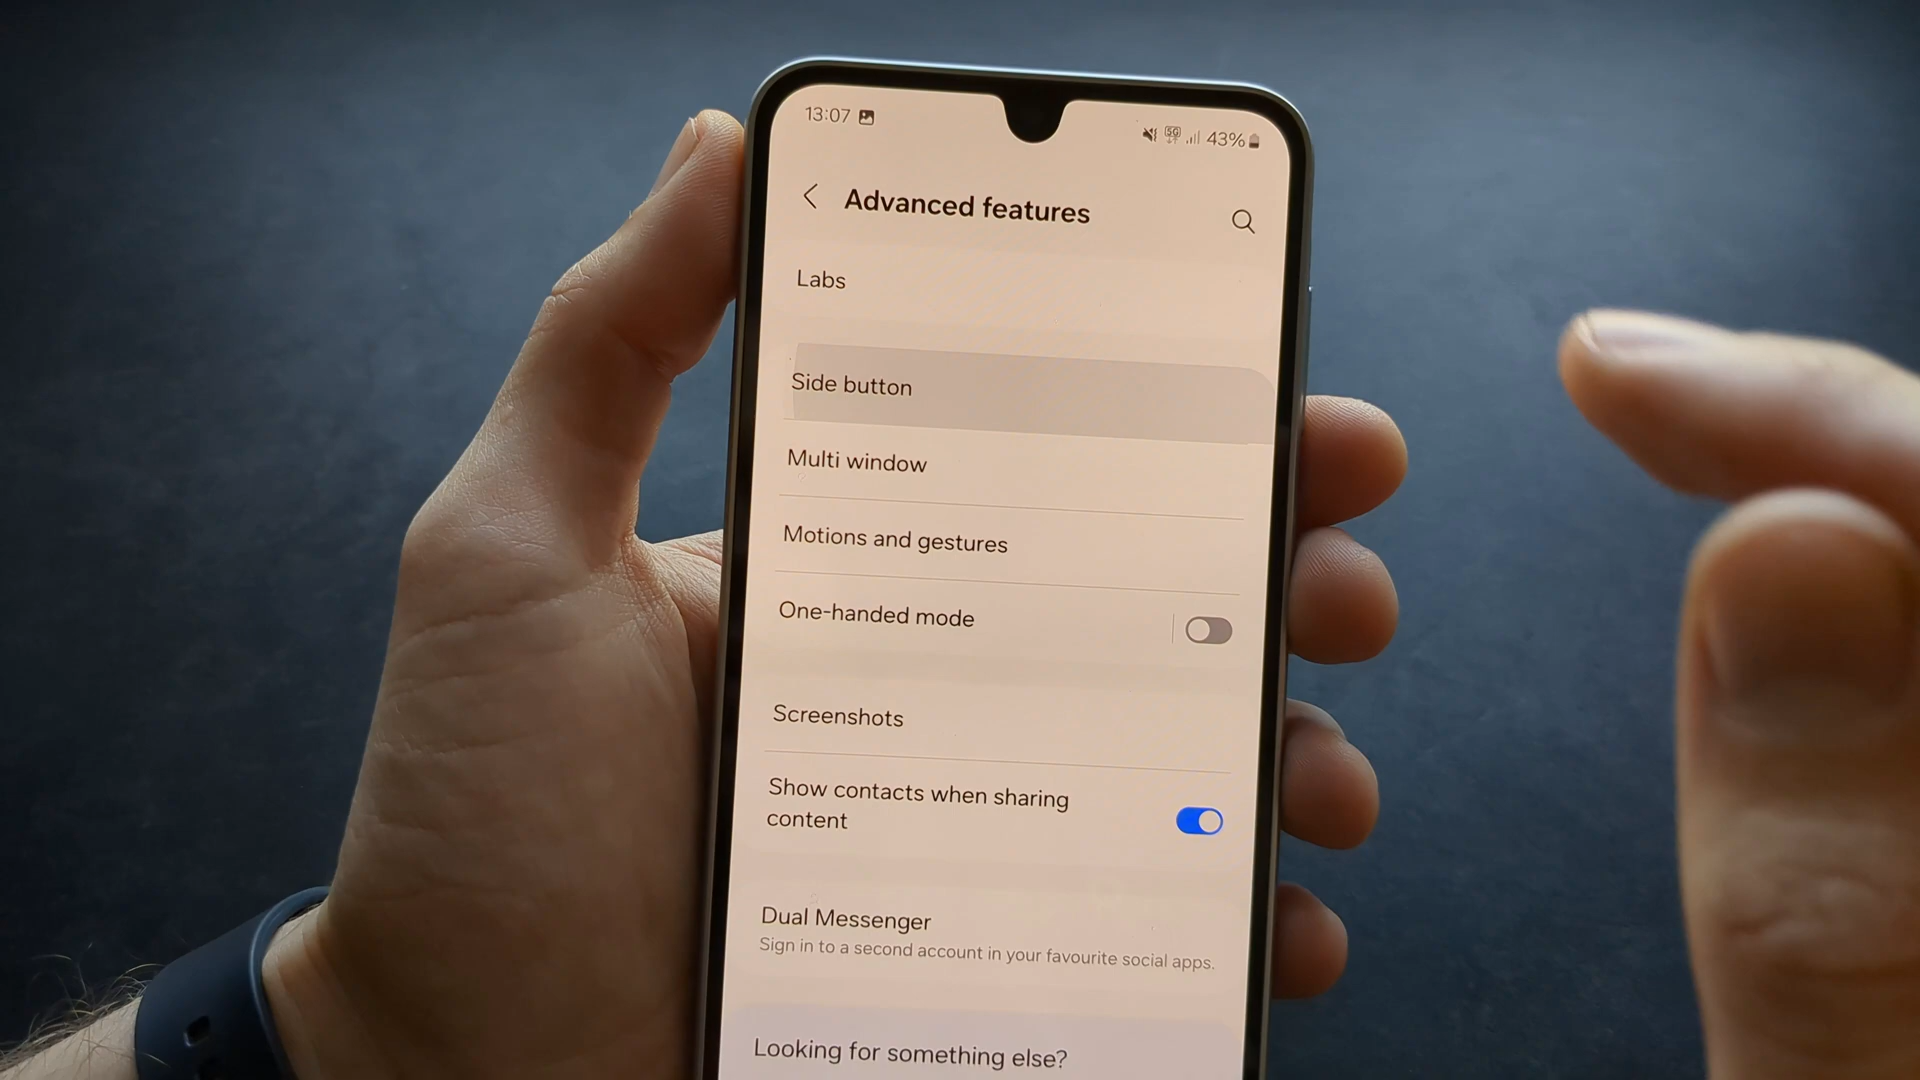 13:07
5G 43%
Advanced features
Labs
Side button
Multi window
Motions and gestures
One-handed mode
Screenshots
Show contacts when sharing
content
Dual Messenger
Sign in to a second account in your favourite social apps.
Looking for something else?